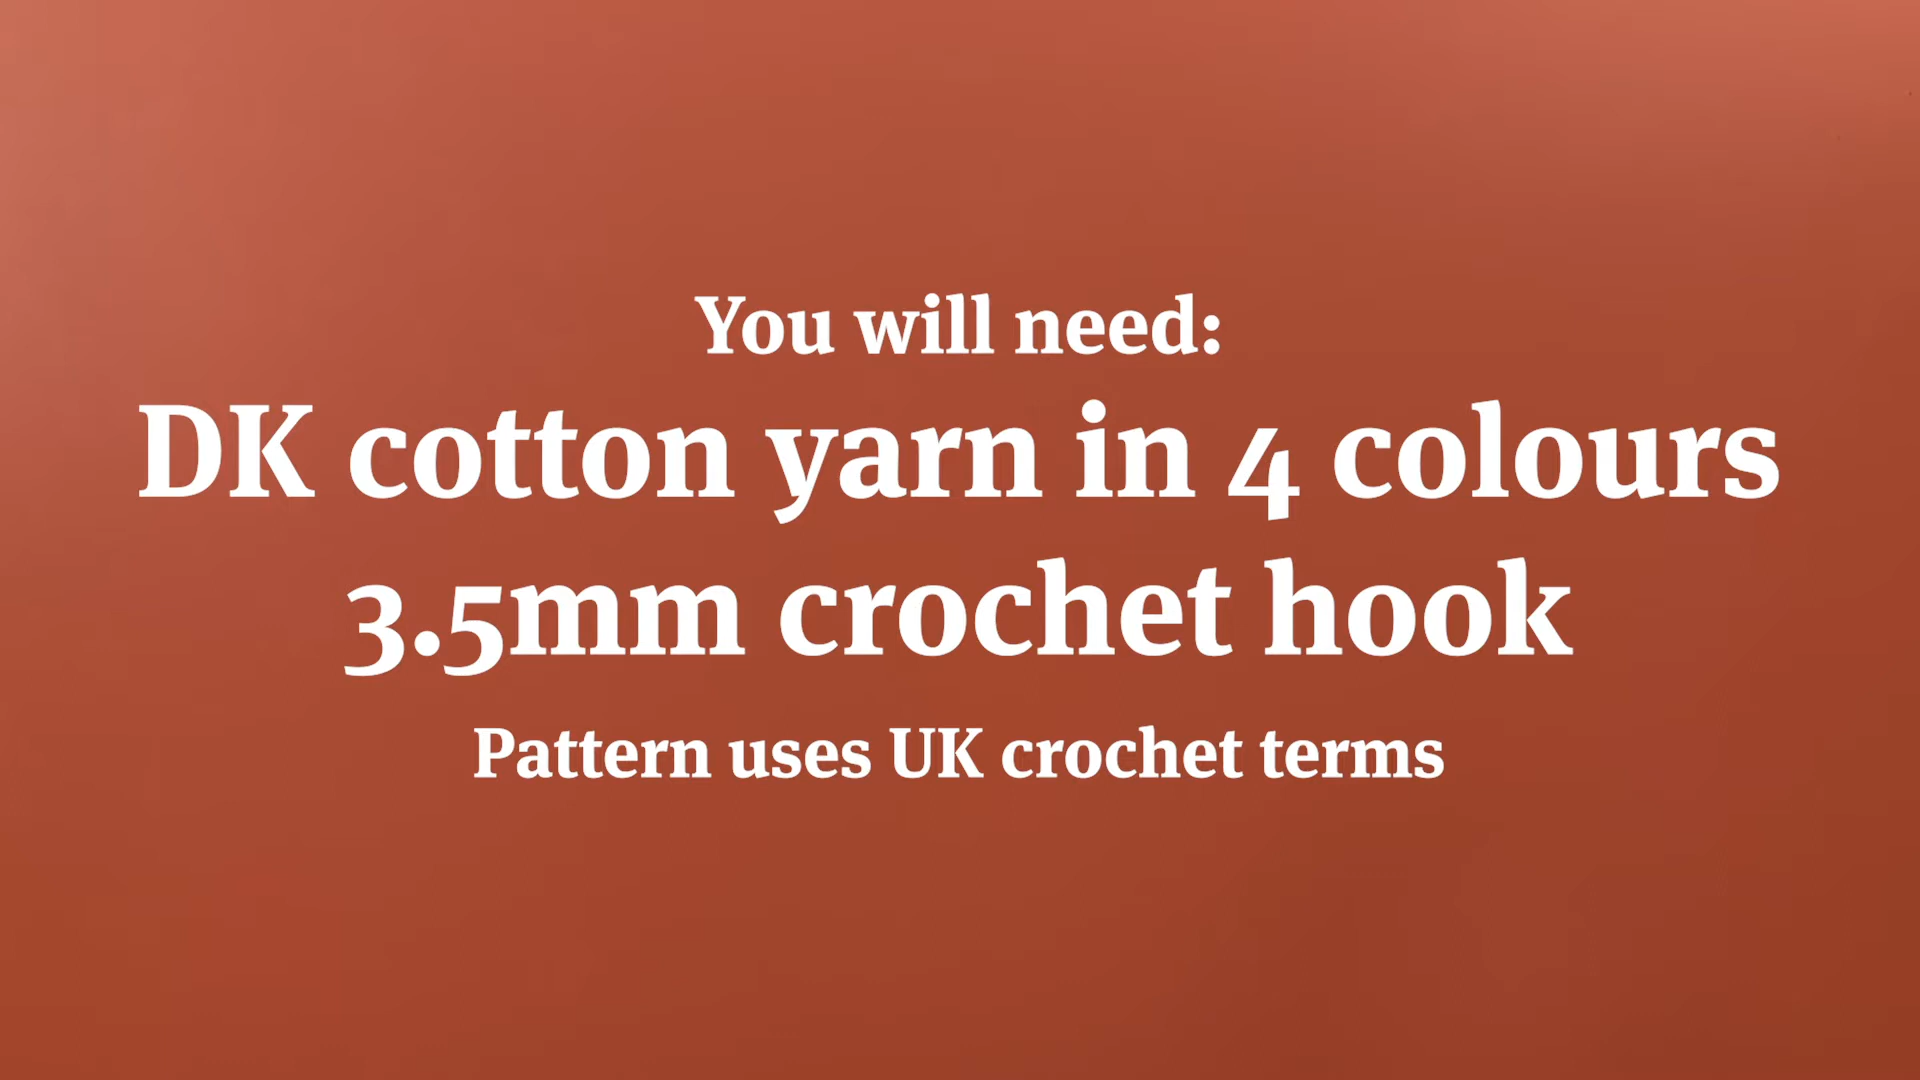 You will need:
DK cotton yarn in 4 colours
3.5mm crochet hook
Pattern uses UK crochet terms